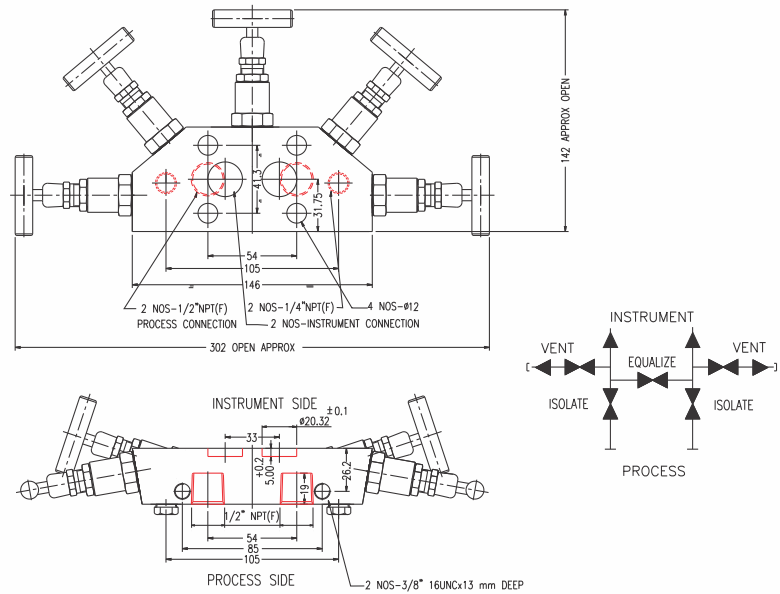 142 APPROX OPEN
41.3
31.75
54
105
146
2 NOS-1/2"NPT(F)
PROCESS CONNECTION
2 NOS-1/4"NPT(F)
4 NOS-ø12
2 NOS-INSTRUMENT CONNECTION
302 OPEN APPROX
INSTRUMENT
VENT
VENT
EQUALIZE
ISOLATE
ISOLATE
PROCESS
INSTRUMENT SIDE
ø20.32 ±0.1
33
+0.2
5.00
26.2
19
1/2" NPT(F)
54
85
105
PROCESS SIDE
2 NOS-3/8" 16UNCx13 mm DEEP